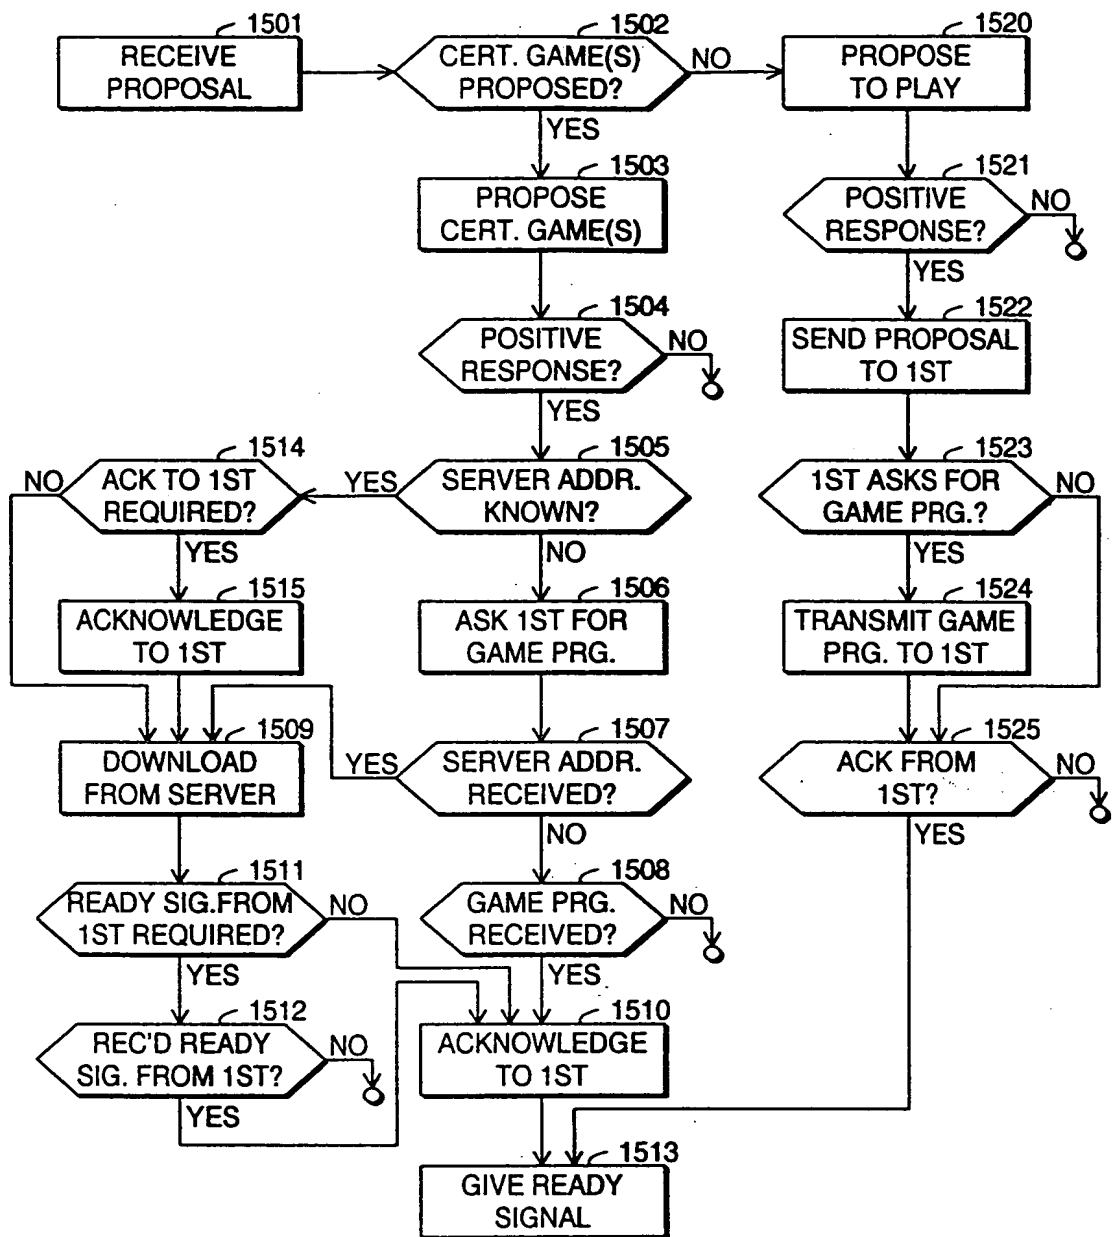 1501
RECEIVE
PROPOSAL
1502
CERT. GAME(S)
PROPOSED?
NO
YES
1520
PROPOSE
TO PLAY
1503
PROPOSE
CERT. GAME(S)
1521
POSITIVE
RESPONSE?
NO
YES
1504
POSITIVE
RESPONSE?
NO
YES
1522
SEND PROPOSAL
TO 1ST
1514
NO
ACK TO 1ST
REQUIRED?
YES
YES
1505
SERVER ADDR.
KNOWN?
NO
1523
1ST ASKS FOR
GAME PRG.?
NO
YES
1515
ACKNOWLEDGE
TO 1ST
1506
ASK 1ST FOR
GAME PRG.
1524
TRANSMIT GAME
PRG. TO 1ST
1509
DOWNLOAD
FROM SERVER
YES
1507
SERVER ADDR.
RECEIVED?
NO
1525
ACK FROM
1ST?
NO
YES
1511
READY SIG.FROM
1ST REQUIRED?
NO
YES
1508
GAME PRG.
RECEIVED?
NO
YES
1512
REC'D READY
SIG. FROM 1ST?
NO
YES
1510
ACKNOWLEDGE
TO 1ST
1513
GIVE READY
SIGNAL